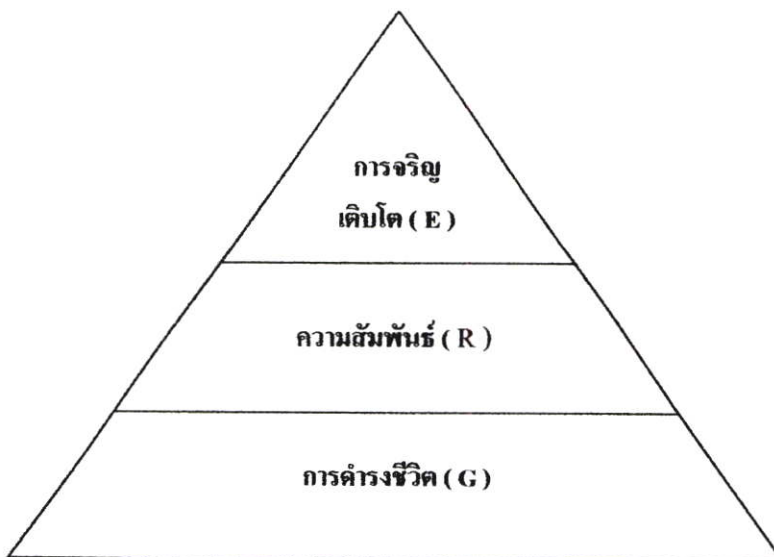 การจริญ
เติบโต ( E )
ความสัมพันธ์ ( R )
การดำรงชีวิต ( G )